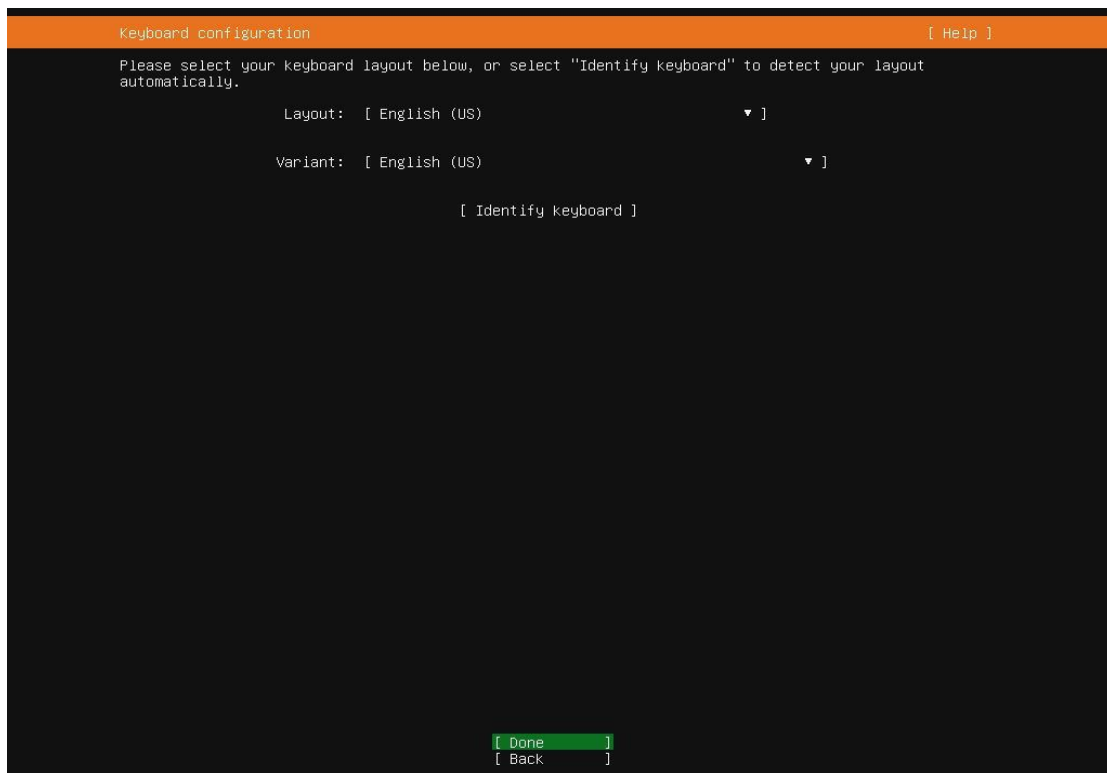 Keyboard configuration [ Help ]
Please select your keyboard layout below, or select "Identify keyboard" to detect your layout
automatically.
Layout: [ English (US) ▾ ]
Variant: [ English (US) ▾ ]
[ Identify keyboard ]
[ Done ]
[ Back ]